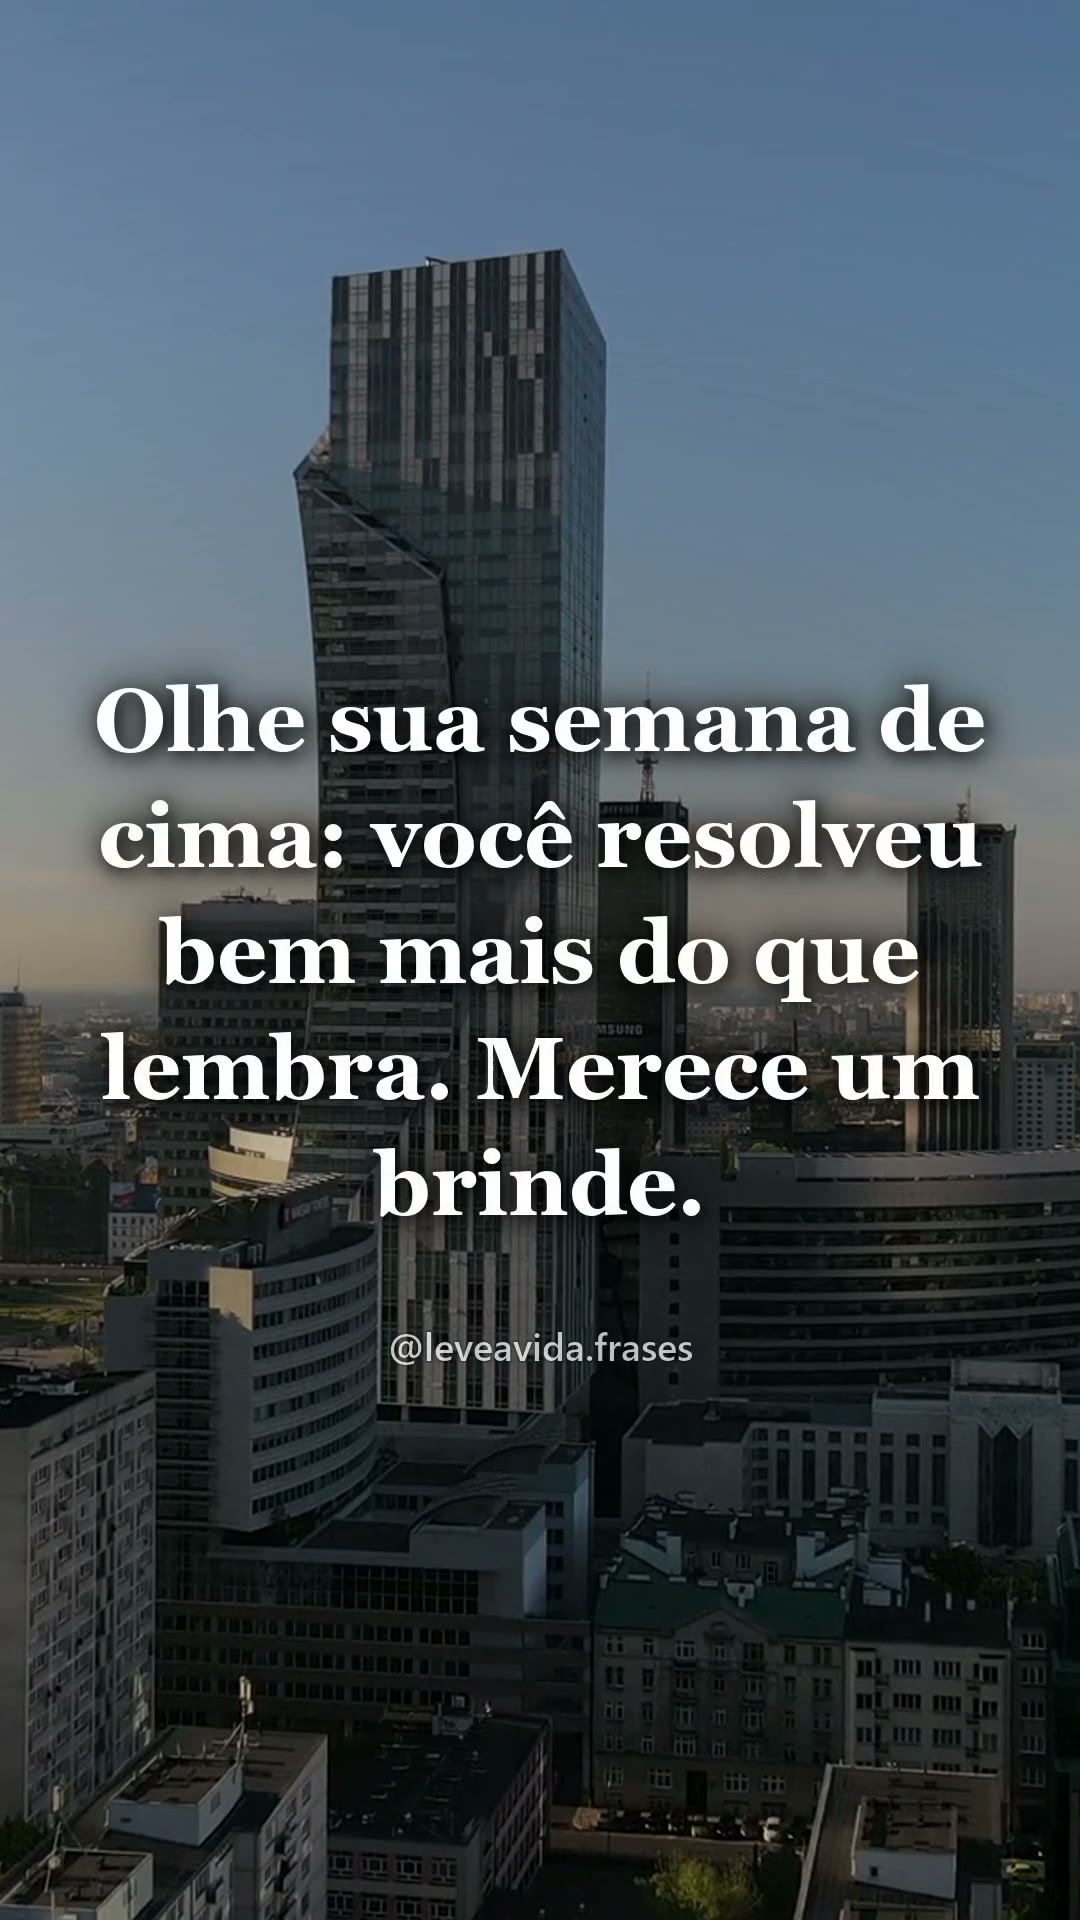 Olhe sua semana de
cima: você resolveu
bem mais do que
lembra. Merece um
brinde.
@leveavida.frases